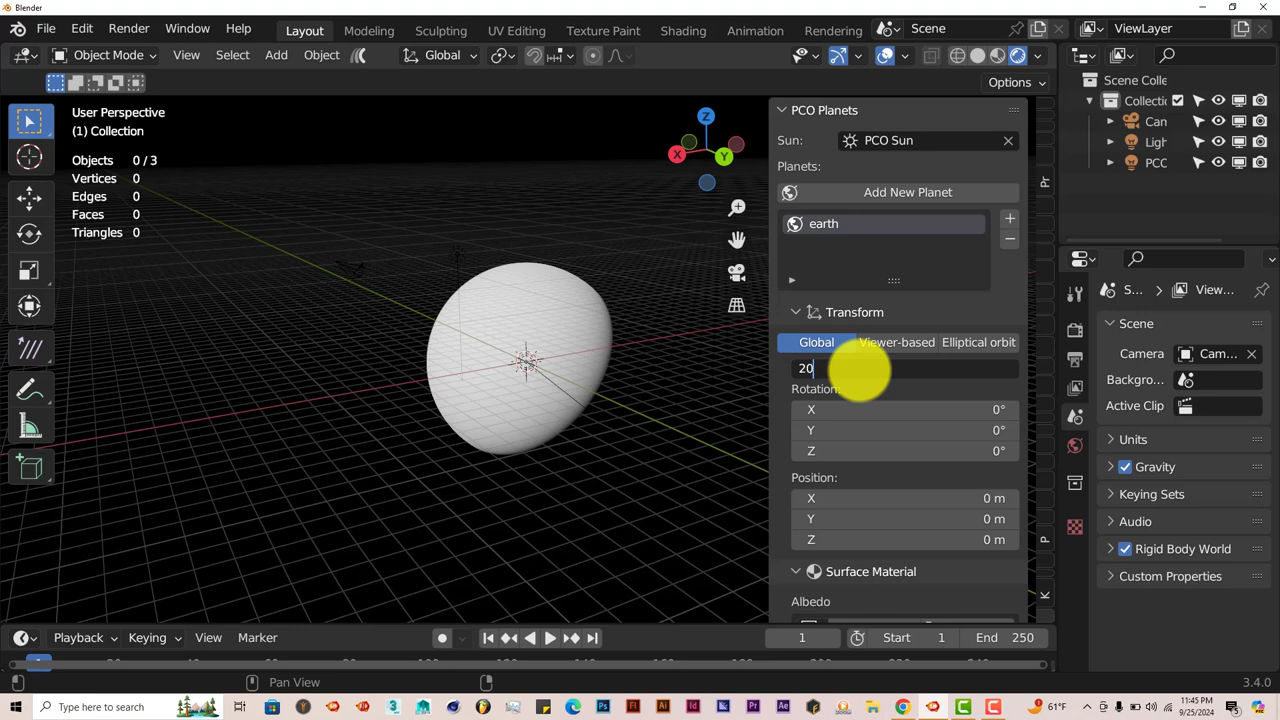 Blender
File Edit Render Window Help Layout Modeling Sculpting UV Editing Texture Paint Shading Animation Rendering Scene ViewLayer
Object Mode View Select Add Object Global
Options
User Perspective
(1) Collection
Objects 0 / 3
Vertices 0
Edges 0
Faces 0
Triangles 0
Z
X
Y
PCO Planets
Sun: PCO Sun
Planets:
Add New Planet
earth
Transform
Global Viewer-based Elliptical orbit
20
Rotation:
X 0°
Y 0°
Z 0°
Position:
X 0 m
Y 0 m
Z 0 m
Surface Material
Albedo
Pr
P
K
Scene Colle
Collecti
Can
Ligh
PCC
S... View...
Scene
Camera Cam...
Backgro...
Active Clip
Units
Gravity
Keying Sets
Audio
Rigid Body World
Custom Properties
Playback Keying View Marker 1 Start 1 End 250
Pan View 3.4.0
Type here to search 61°F 11:45 PM
9/25/2024